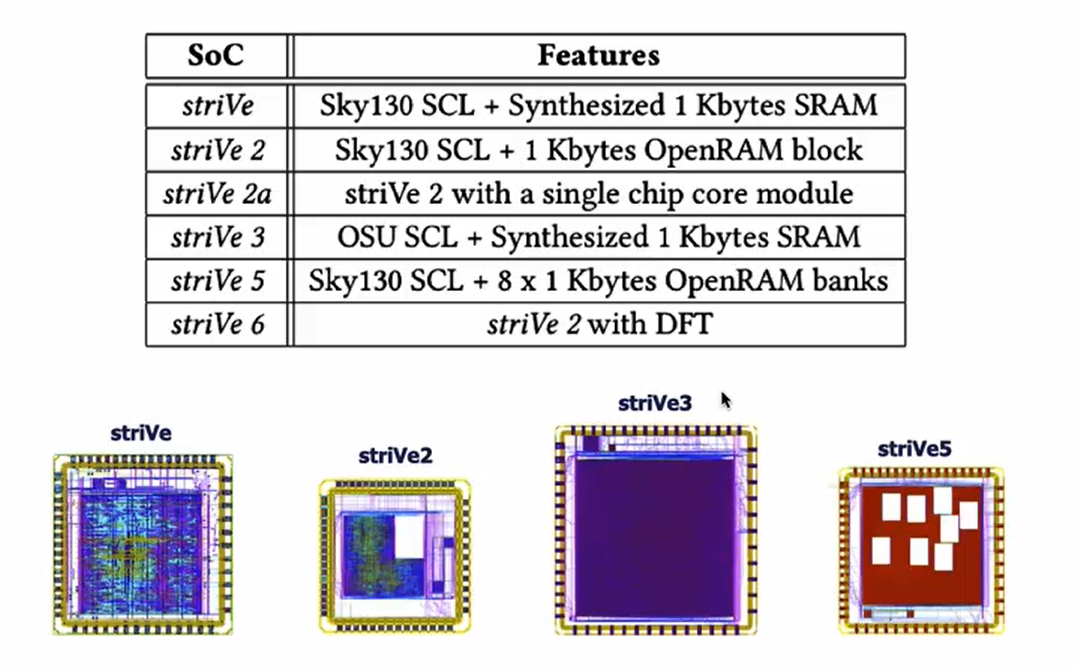 SoC Features
striVe Sky130 SCL + Synthesized 1 Kbytes SRAM
striVe 2 Sky130 SCL + 1 Kbytes OpenRAM block
striVe 2a striVe 2 with a single chip core module
striVe 3 OSU SCL + Synthesized 1 Kbytes SRAM
striVe 5 Sky130 SCL + 8 x 1 Kbytes OpenRAM banks
striVe 6 striVe 2 with DFT
striVe
striVe2
striVe3
striVe5